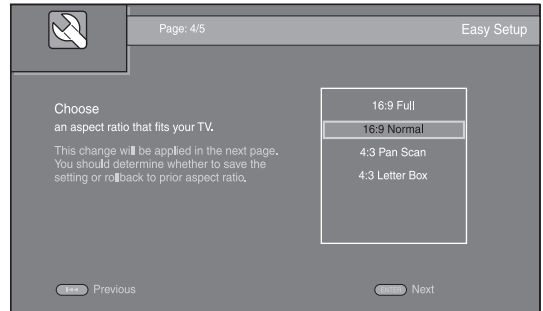 Page: 4/5
Easy Setup
Choose
an aspect ratio that fits your TV.
This change will be applied in the next page.
You should determine whether to save the
setting or rollback to prior aspect ratio.
16:9 Full
16:9 Normal
4:3 Pan Scan
4:3 Letter Box
Previous
ENTER Next